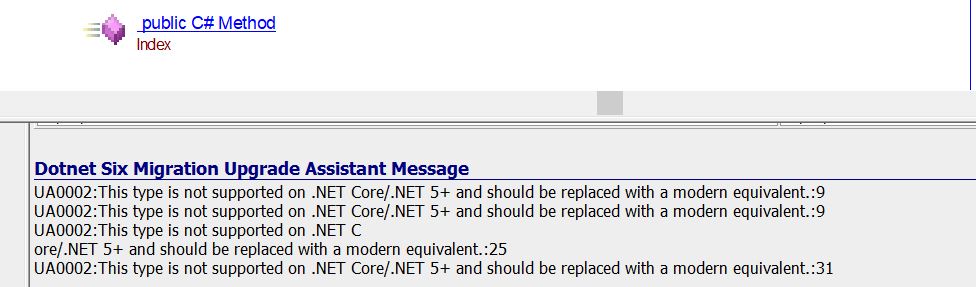 public C# Method
Index
Dotnet Six Migration Upgrade Assistant Message
UA0002:This type is not supported on .NET Core/.NET 5+ and should be replaced with a modern equivalent.:9
UA0002:This type is not supported on .NET Core/.NET 5+ and should be replaced with a modern equivalent.:9
UA0002:This type is not supported on .NET C
ore/.NET 5+ and should be replaced with a modern equivalent.:25
UA0002:This type is not supported on .NET Core/.NET 5+ and should be replaced with a modern equivalent.:31